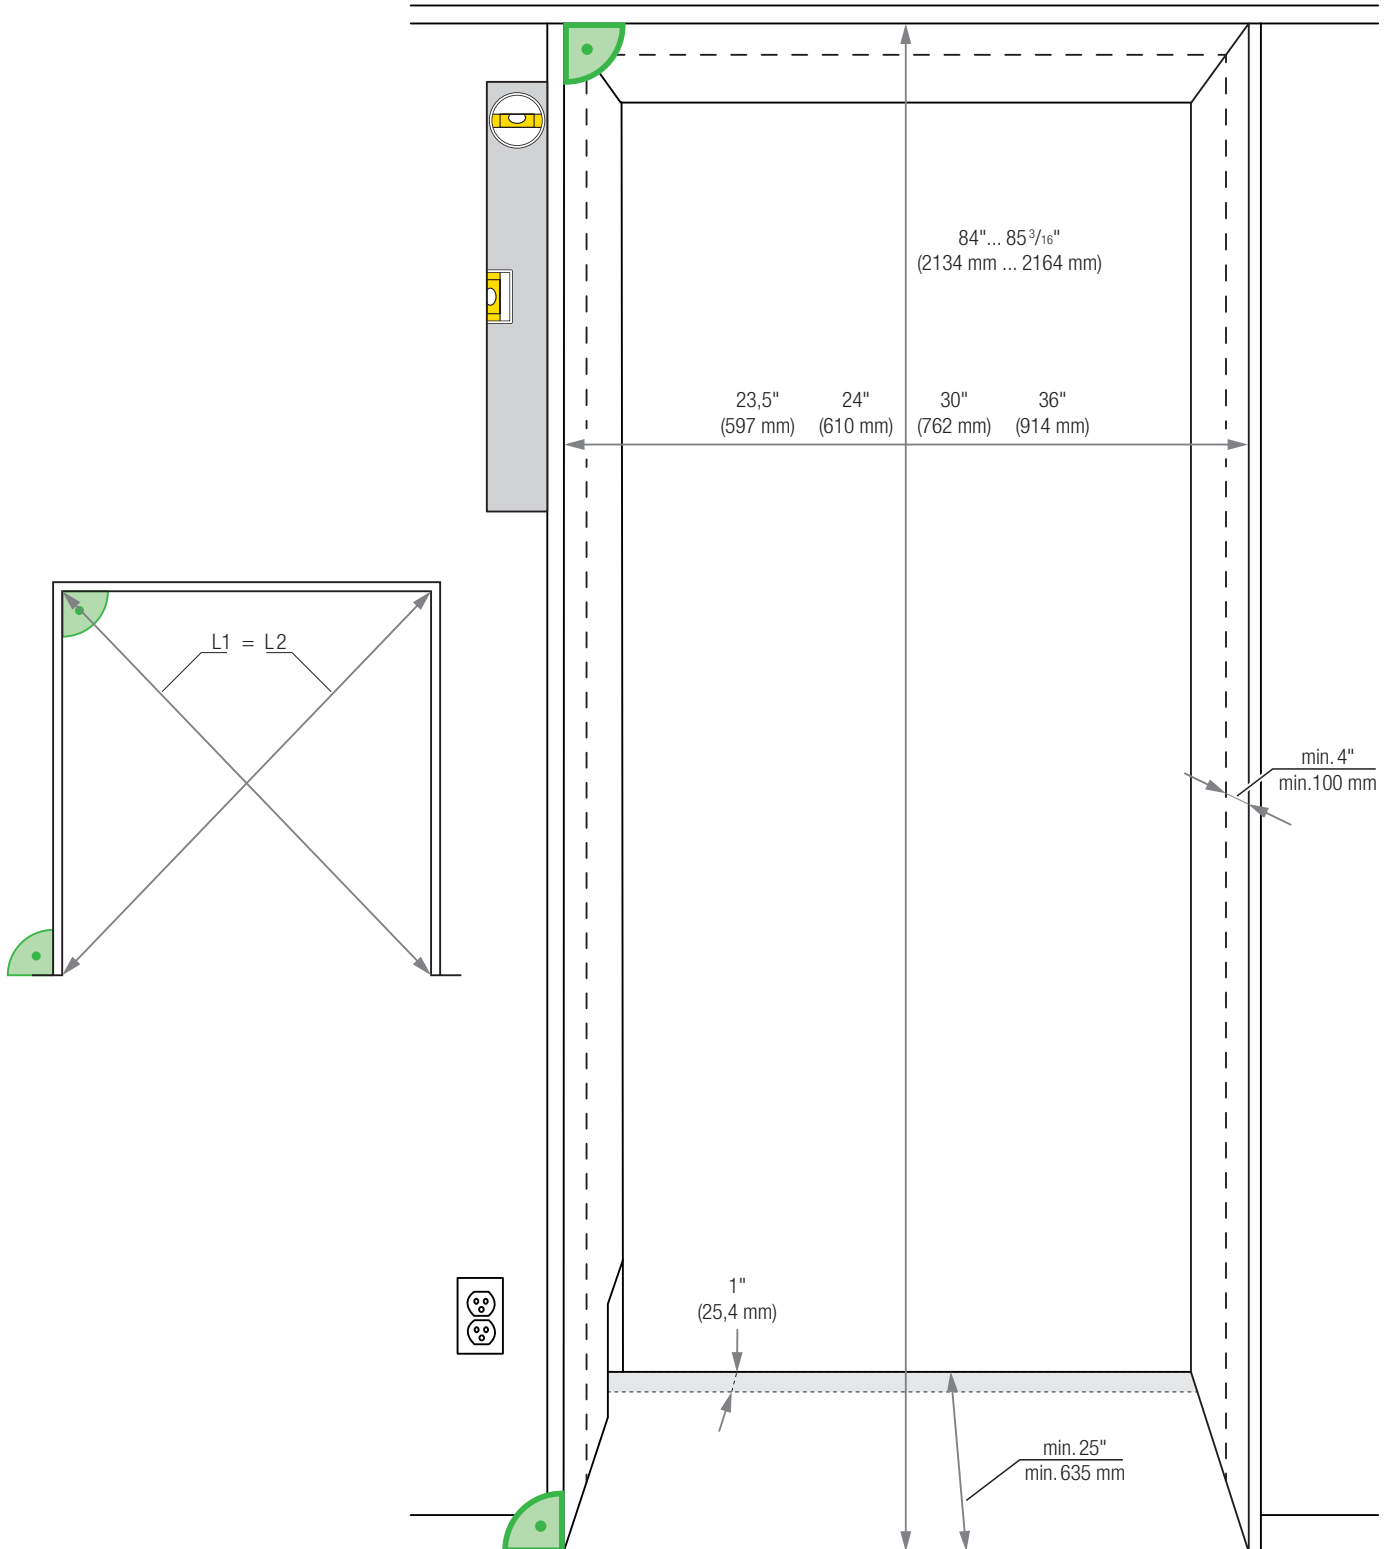 84"... 85 3/16"
(2134 mm ... 2164 mm)
23,5" 24" 30" 36"
(597 mm) (610 mm) (762 mm) (914 mm)
L1 = L2
min. 4"
min.100 mm
1"
(25,4 mm)
min. 25"
min. 635 mm